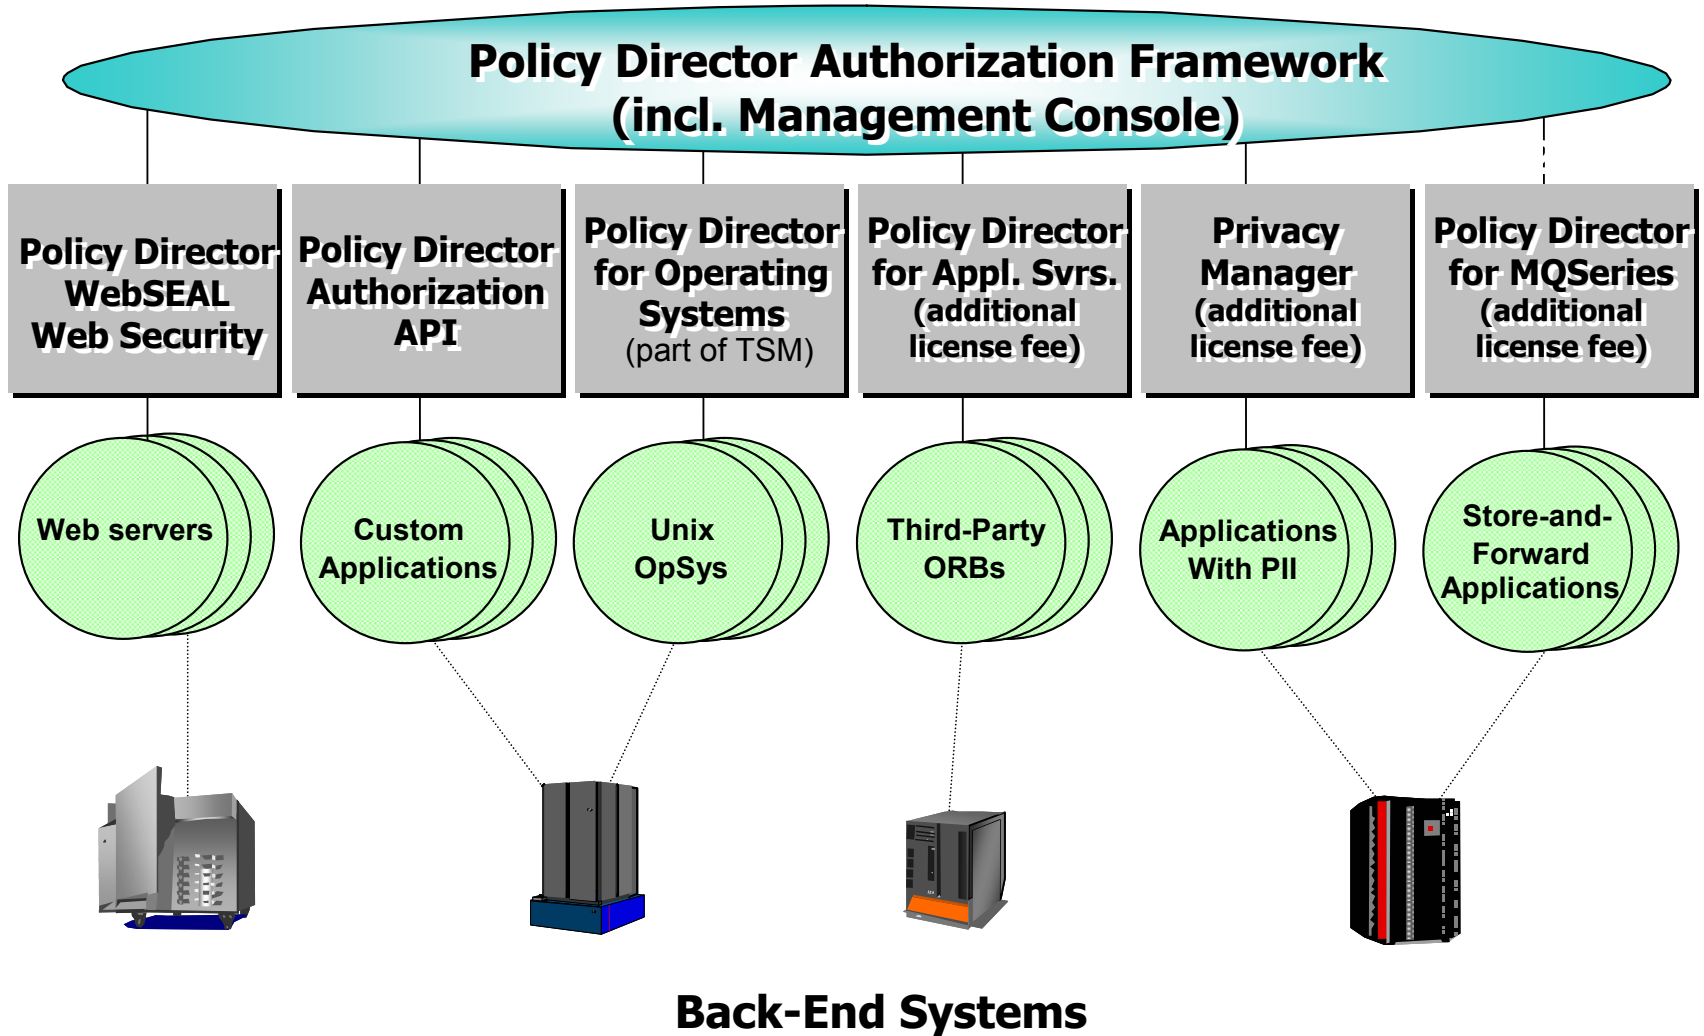 Policy Director Authorization Framework
(incl. Management Console)
Policy Director
WebSEAL
Web Security
Policy Director
Authorization
API
Policy Director
for Operating
Systems
(part of TSM)
Policy Director
for Appl. Svrs.
(additional
license fee)
Privacy
Manager
(additional
license fee)
Policy Director
for MQSeries
(additional
license fee)
Web servers
Custom
Applications
Unix
OpSys
Third-Party
ORBs
Applications
With PII
Store-and-
Forward
Applications
Back-End Systems